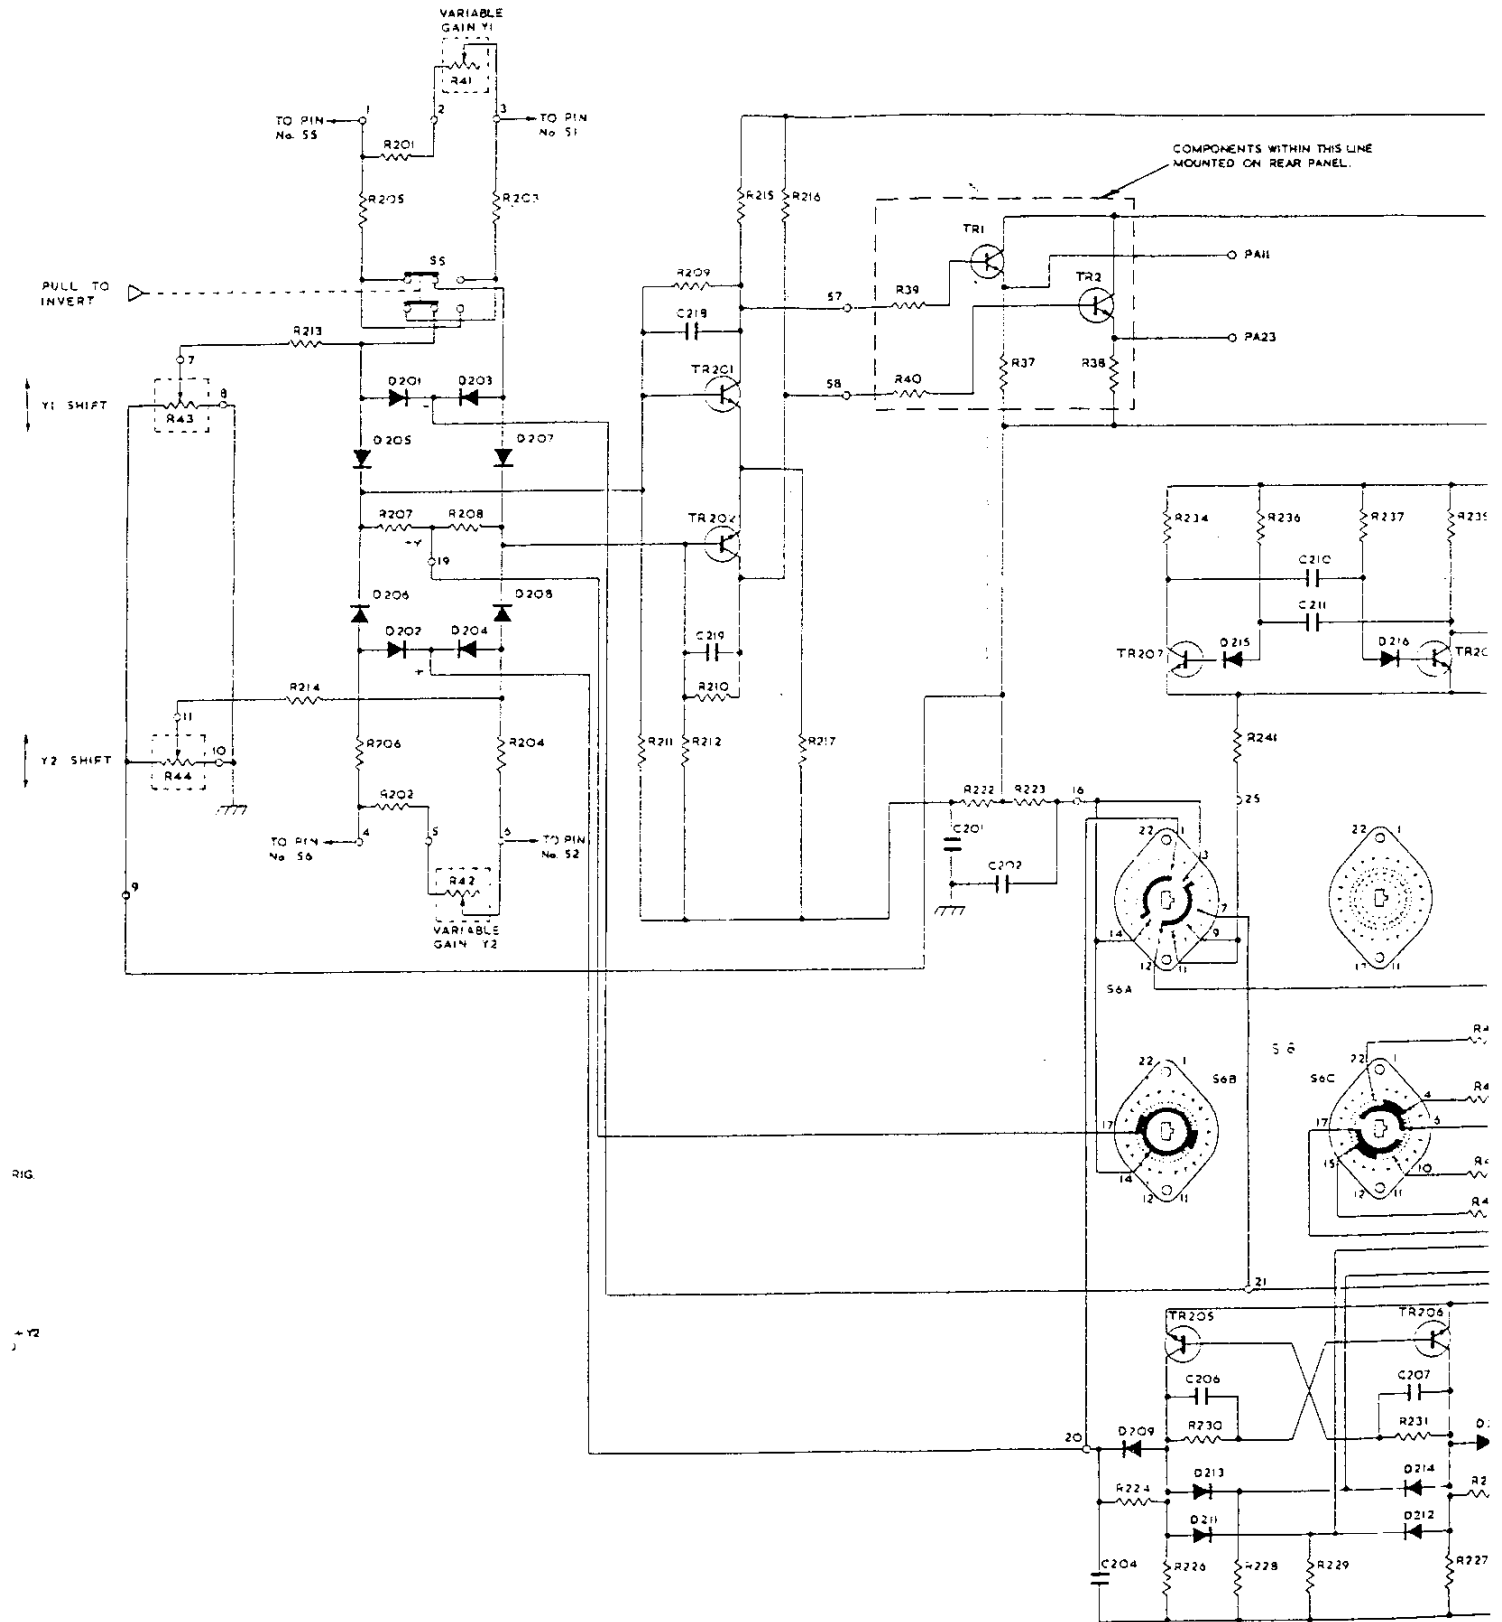 VARIABLE
GAIN Y1
R41
1
2
3
TO PIN
No. 55
TO PIN
No. 51
R201
R205
R203
S5
PULL TO
INVERT
R213
7
8
Y1 SHIFT
R43
D201
D203
D205
D207
R207
R208
+Y
19
D206
D208
D202
D204
+
R214
11
10
Y2 SHIFT
R44
R206
R204
R202
4
5
6
TO PIN
No. 56
TO PIN
No. 52
R42
VARIABLE
GAIN Y2
9
R215
R216
R209
C218
TR201
TR202
C219
R210
R211
R212
R217
COMPONENTS WITHIN THIS LINE
MOUNTED ON REAR PANEL.
TR1
TR2
57
R39
58
R40
R37
R38
PA11
PA23
R234
R236
R237
R235
C210
C211
TR207
D215
D216
R241
25
R222
R223
16
C201
C202
22
1
3
7
9
14
12
11
S6A
22
1
17
11
22
1
S6B
17
14
12
11
S6C
22
1
4
6
17
15
10
12
11
RIG.
+Y2
21
TR205
TR206
C206
C207
R230
R231
20
D209
D213
D214
R224
D211
D212
C204
R226
R228
R229
R227